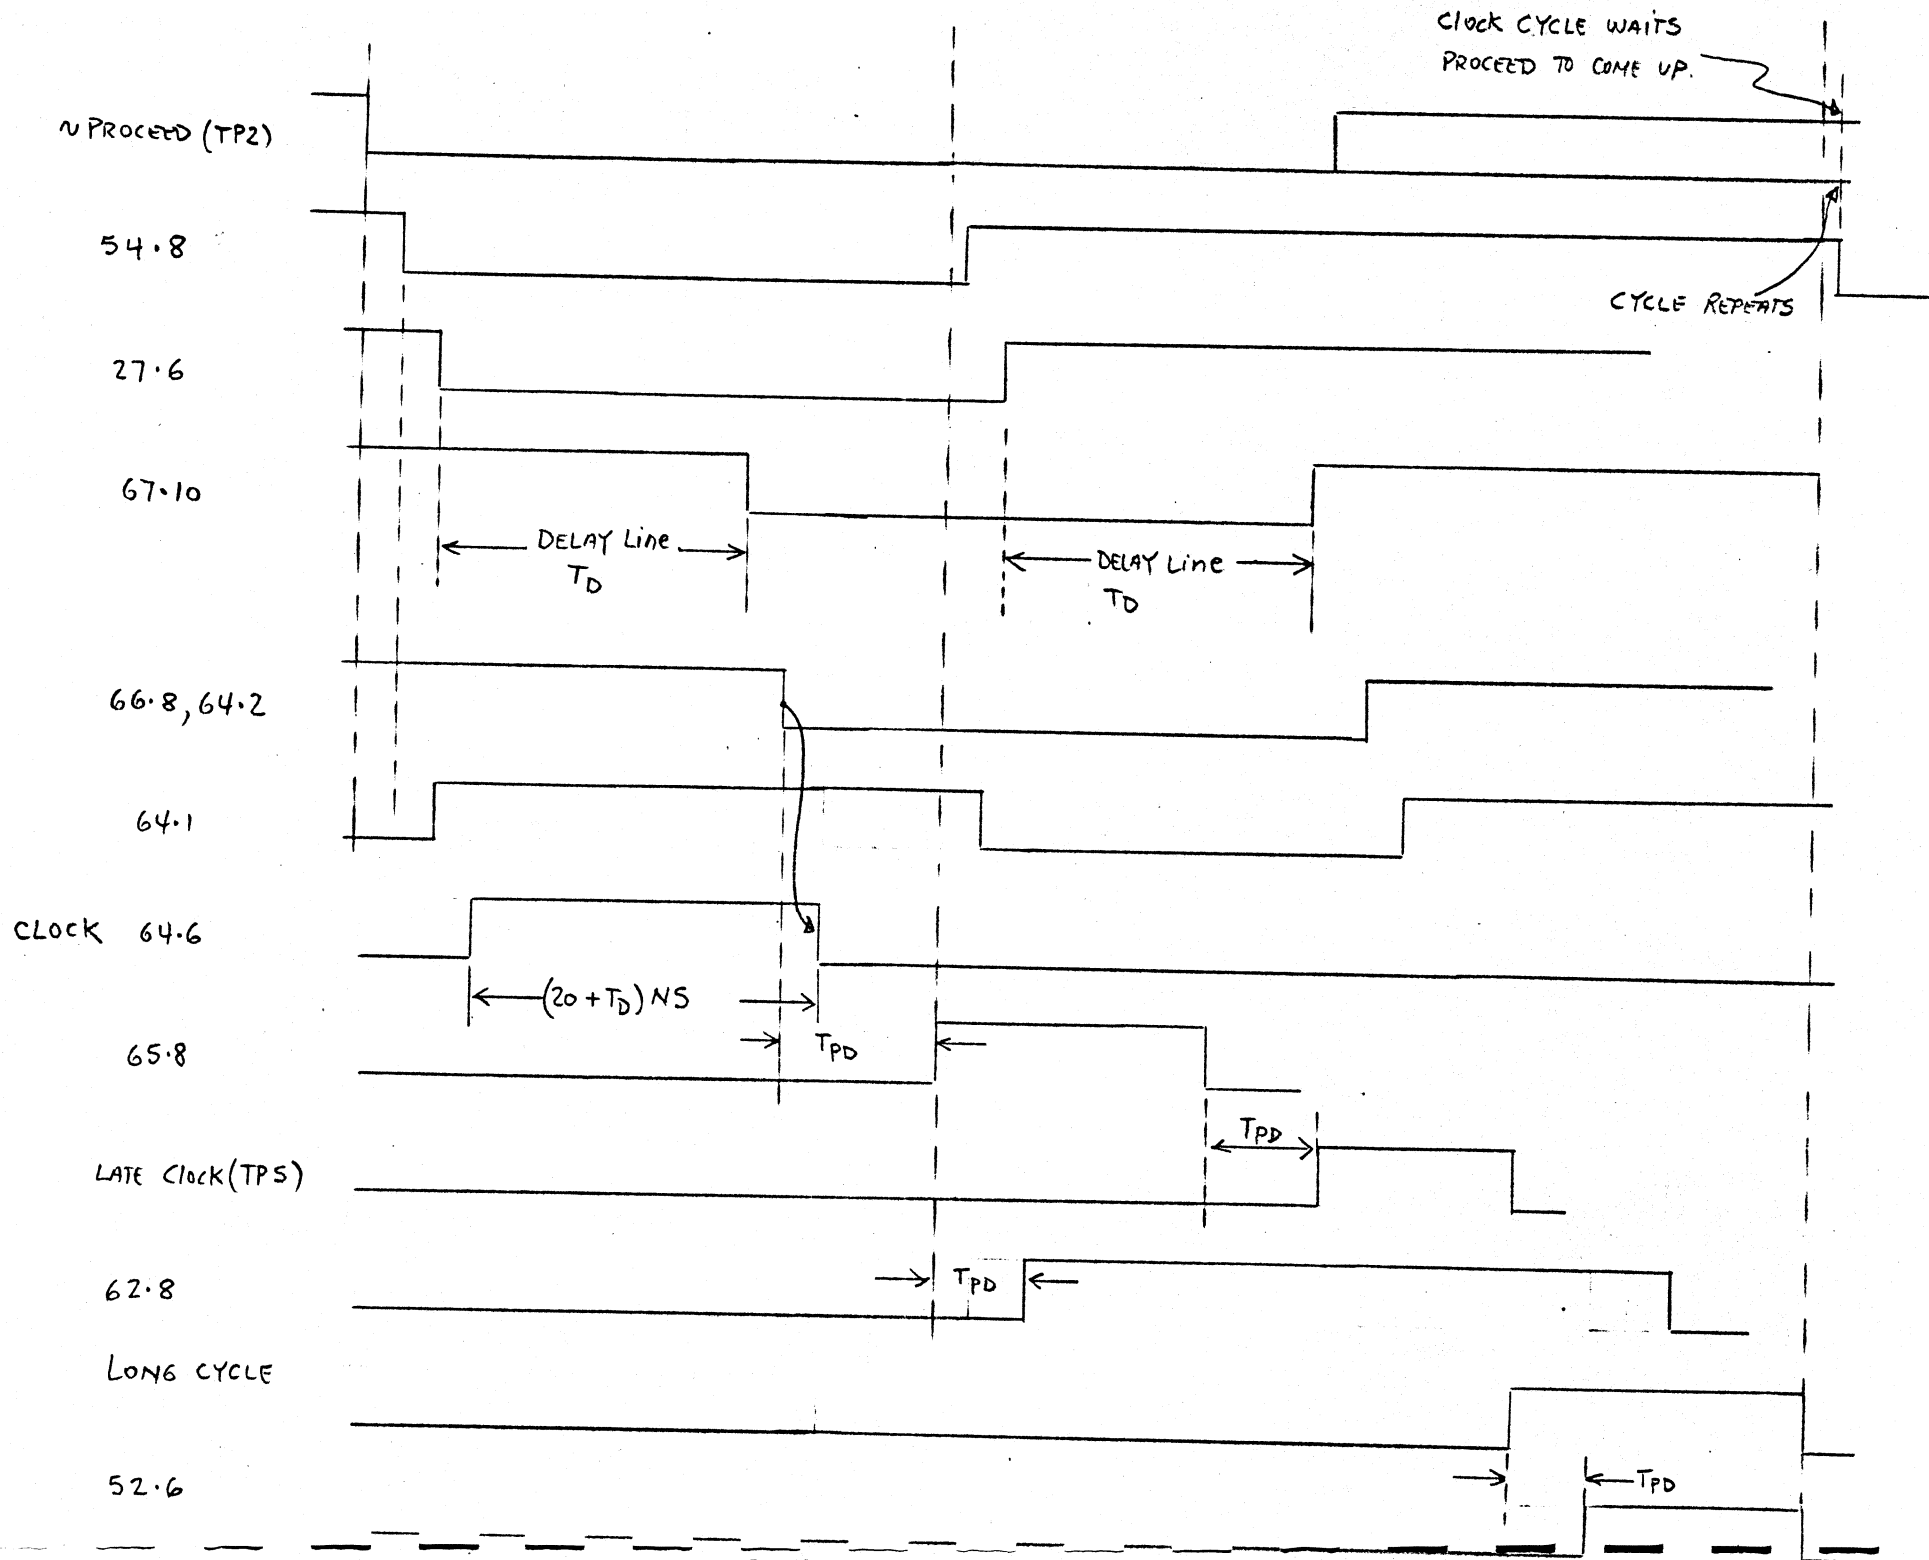 Clock CYCLE WAITS
PROCEED TO COME UP.
~ PROCEED (TP2)
54.8
CYCLE REPEATS
27.6
67.10
DELAY Line
TD
DELAY Line
TD
66.8, 64.2
64.1
CLOCK 64.6
(20 + TD) NS
65.8
TPD
TPD
LATE Clock (TP5)
62.8
TPD
LONG CYCLE
52.6
TPD